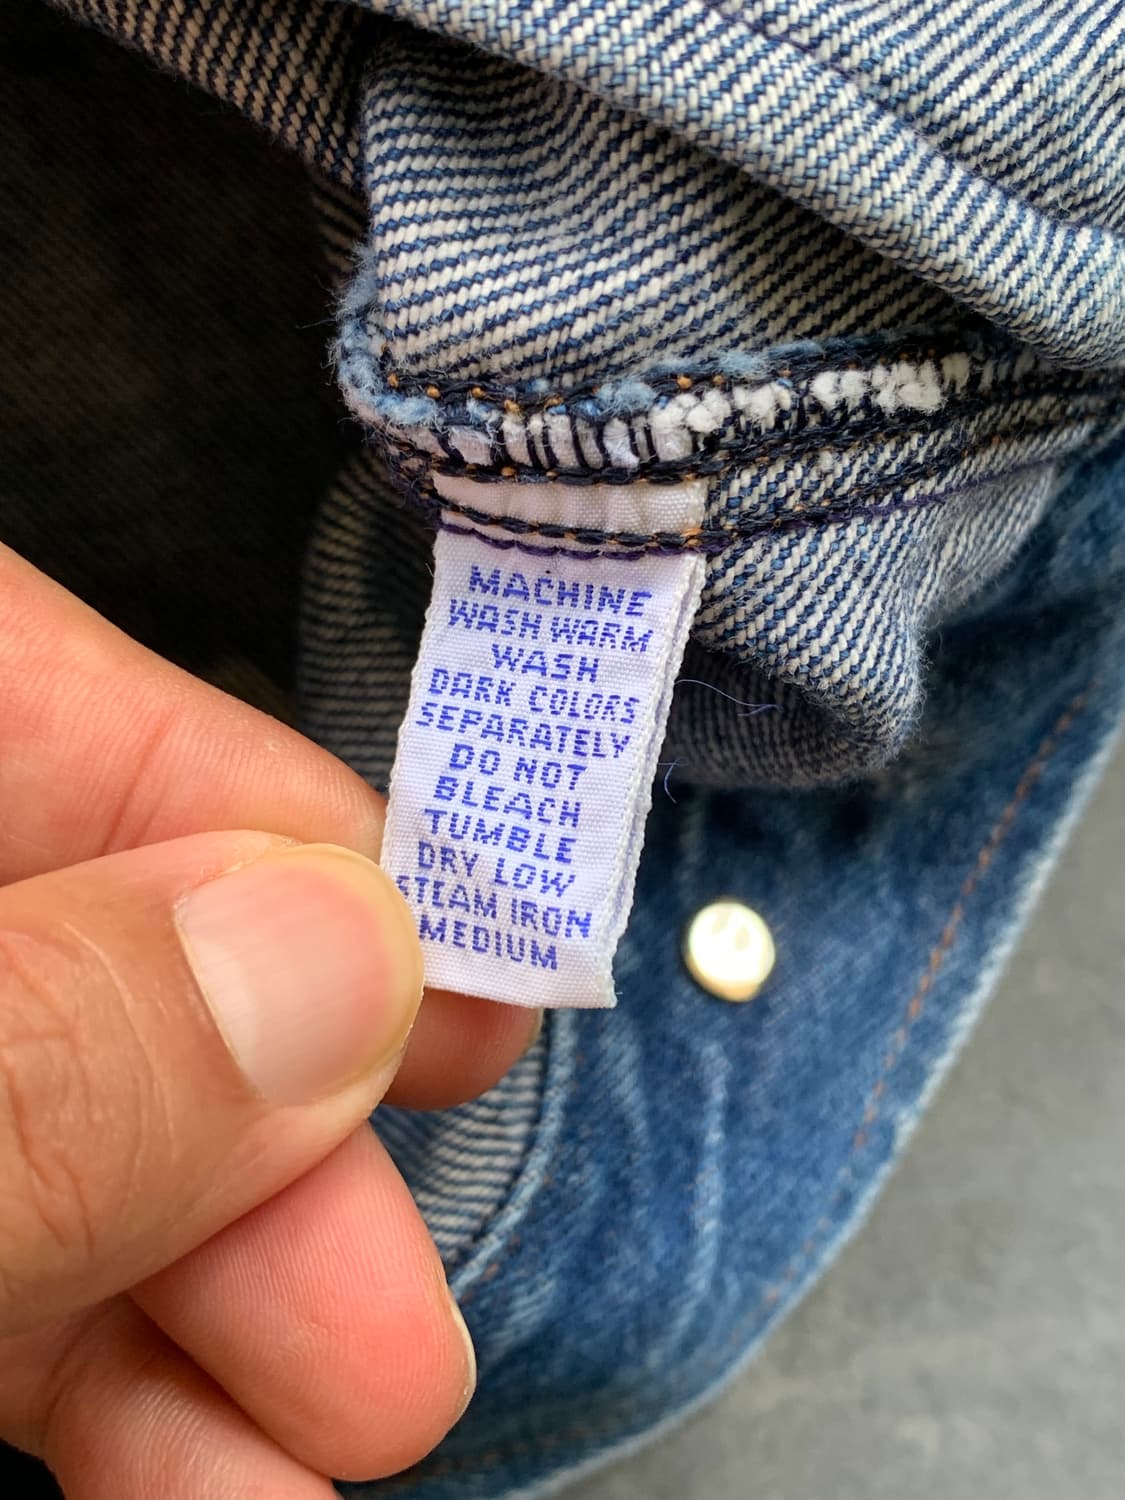 MACHINE
WASH WARM
WASH
DARK COLORS
SEPARATELY
DO NOT
BLEACH
TUMBLE
DRY LOW
STEAM IRON
MEDIUM